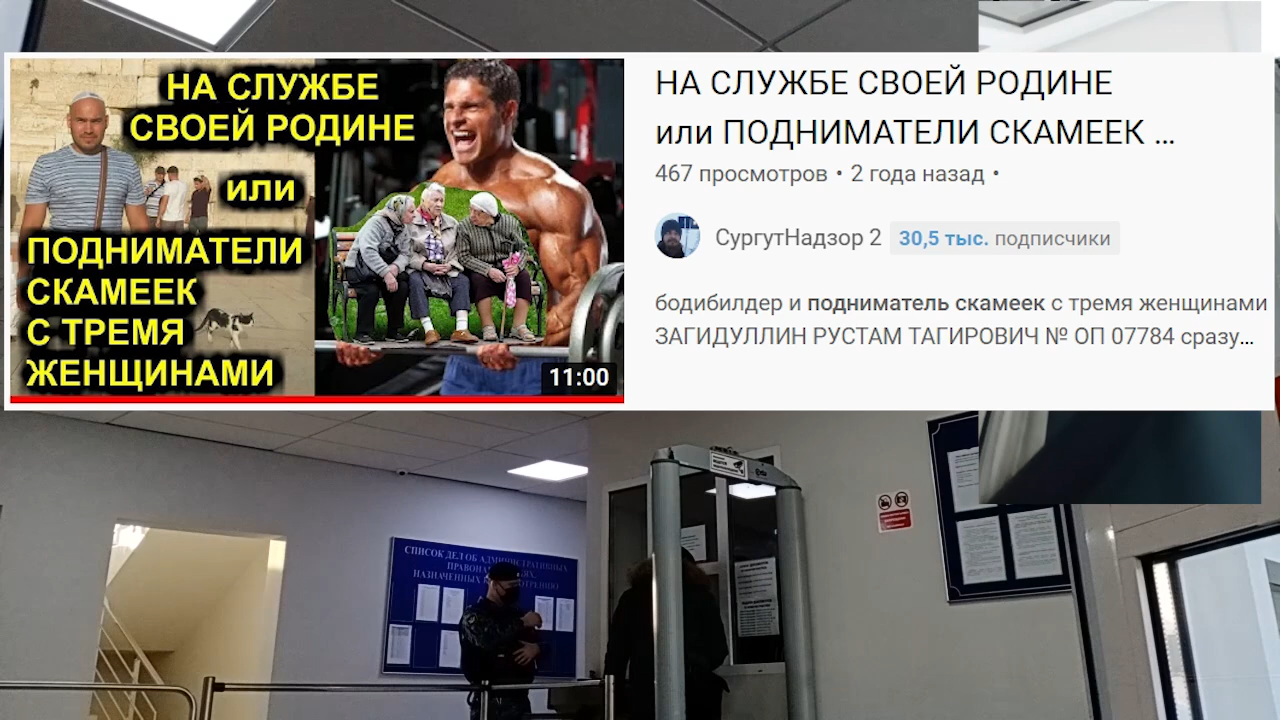 НА СЛУЖБЕ
СВОЕЙ РОДИНЕ
или
ПОДНИМАТЕЛИ
СКАМЕЕК
С ТРЕМЯ
ЖЕНЩИНАМИ
11:00
НА СЛУЖБЕ СВОЕЙ РОДИНЕ
или ПОДНИМАТЕЛИ СКАМЕЕК ...
467 просмотров • 2 года назад •
СургутНадзор 2 30,5 тыс. подписчики
бодибилдер и подниматель скамеек с тремя женщинами
ЗАГИДУЛЛИН РУСТАМ ТАГИРОВИЧ № ОП 07784 сразу...
СПИСОК ДЕЛ ОБ АДМИНИСТРАТИВНЫХ